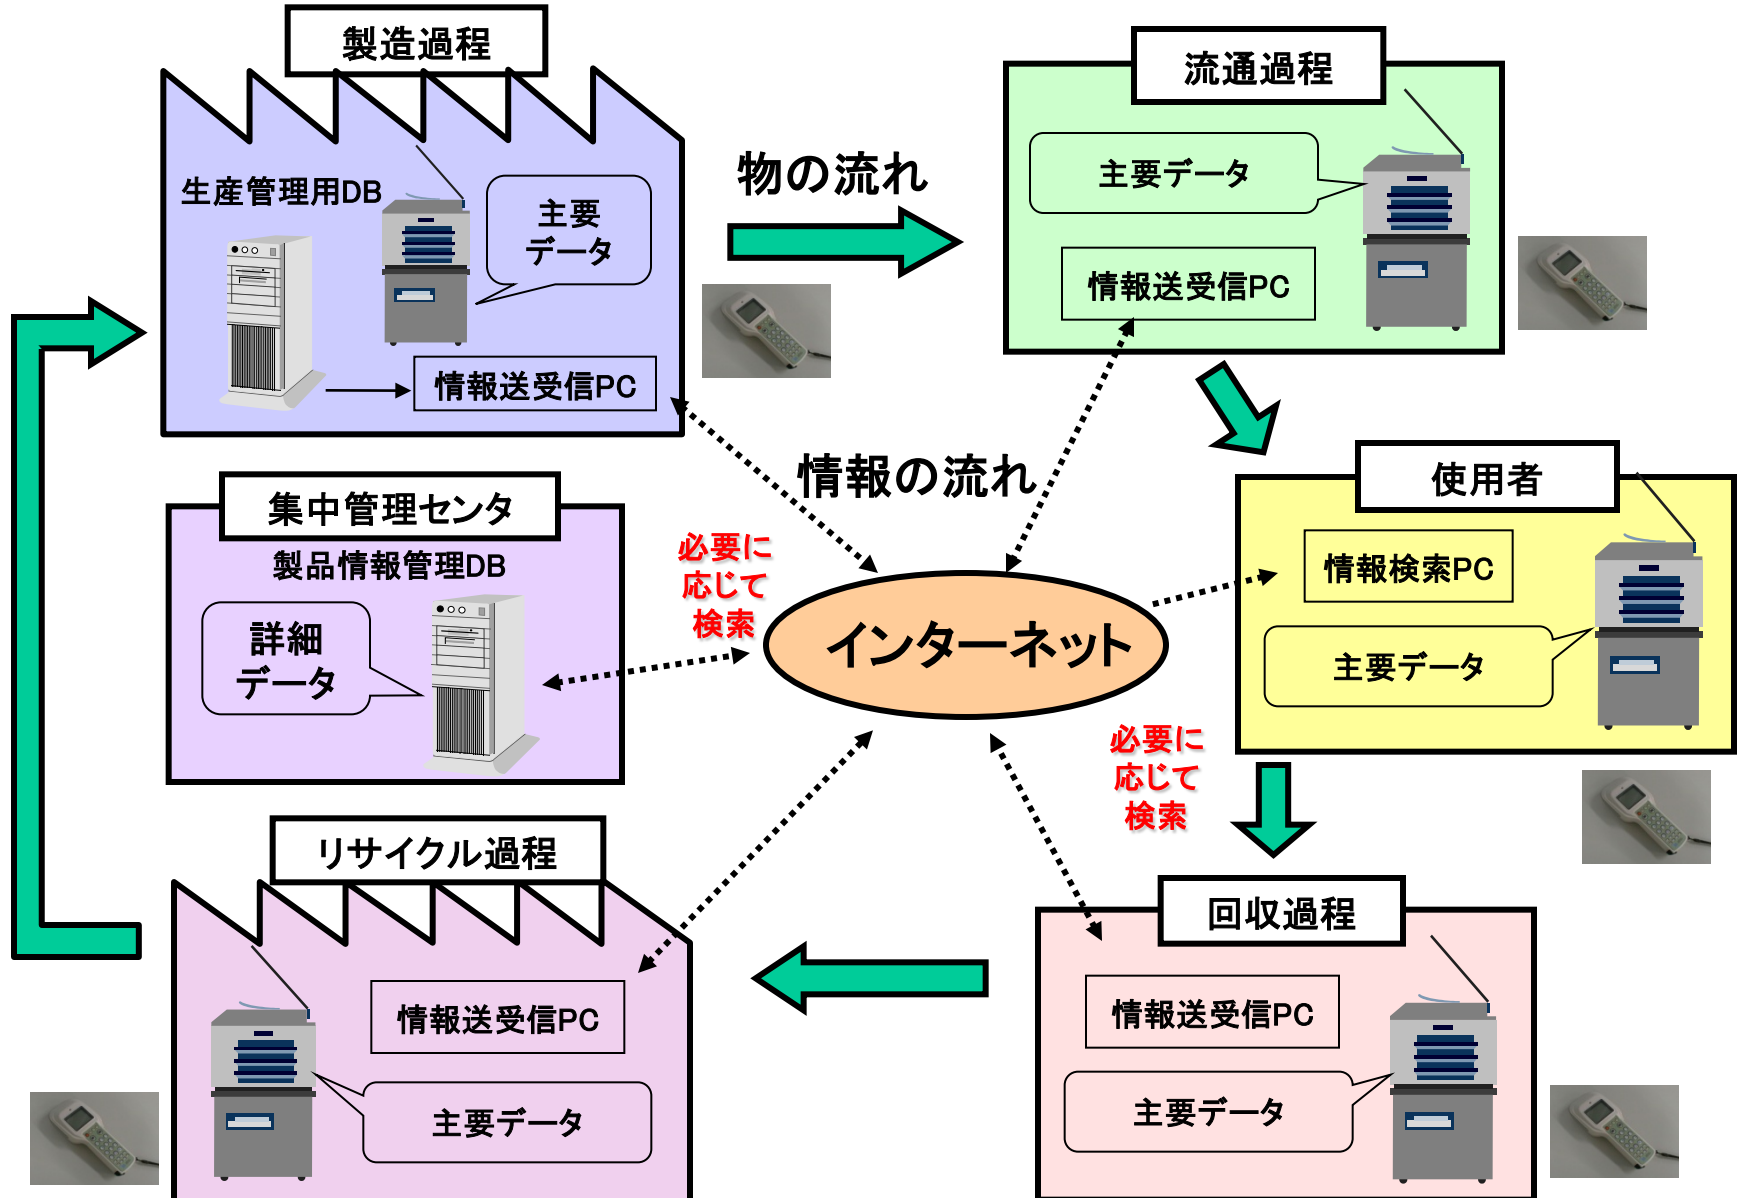 製造過程
生産管理用DB
主要
データ
情報送受信PC
物の流れ
流通過程
主要データ
情報送受信PC
情報の流れ
集中管理センタ
製品情報管理DB
詳細
データ
必要に
応じて
検索
インターネット
使用者
情報検索PC
主要データ
必要に
応じて
検索
リサイクル過程
情報送受信PC
主要データ
回収過程
情報送受信PC
主要データ